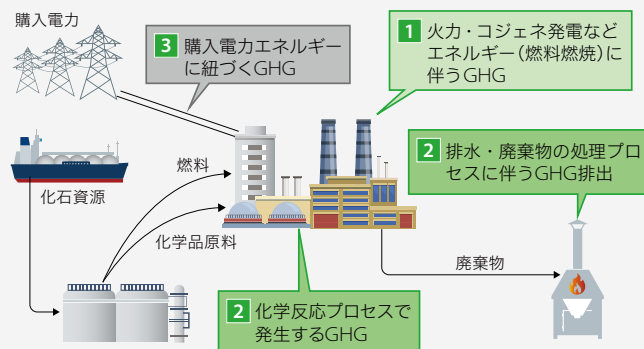 購入電力
3 購入電力エネルギー
に紐づくGHG
1 火力・コジェネ発電など
エネルギー（燃料燃焼）に
伴うGHG
2 排水・廃棄物の処理プロ
セスに伴うGHG排出
燃料
化石資源
化学品原料
廃棄物
2 化学反応プロセスで
発生するGHG